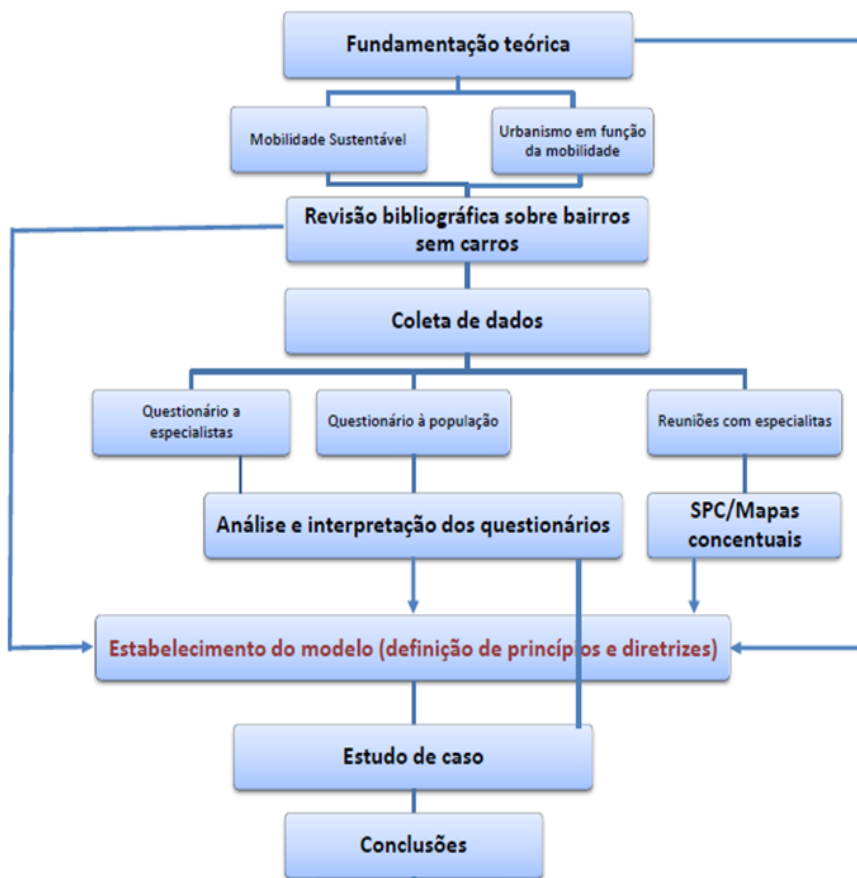 Fundamentação teórica
Mobilidade Sustentável
Urbanismo em função
da mobilidade
Revisão bibliográfica sobre bairros
sem carros
Coleta de dados
Questionário a
especialistas
Questionário à população
Reuniões com especialitas
Análise e interpretação dos questionários
SPC/Mapas
concentuais
Estabelecimento do modelo (definição de princípios e diretrizes)
Estudo de caso
Conclusões